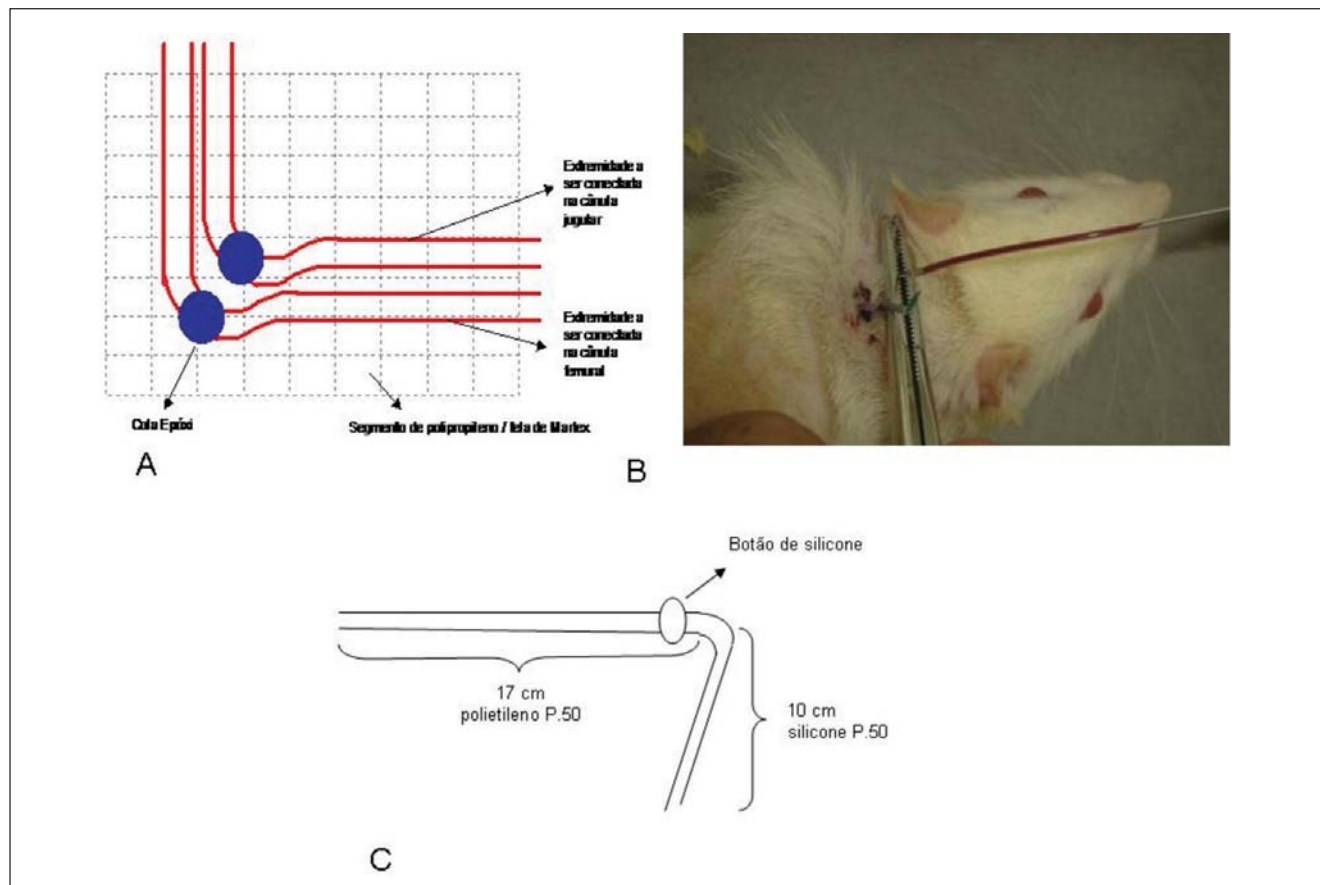 Extremidade a
ser conectada
na cânula
jugular
Extremidade a
ser conectada
na cânula
femural
Cola Epóxi
Segmento de polipropileno / tela de Marlex
A
B
Botão de silicone
17 cm
polietileno P.50
10 cm
silicone P.50
C